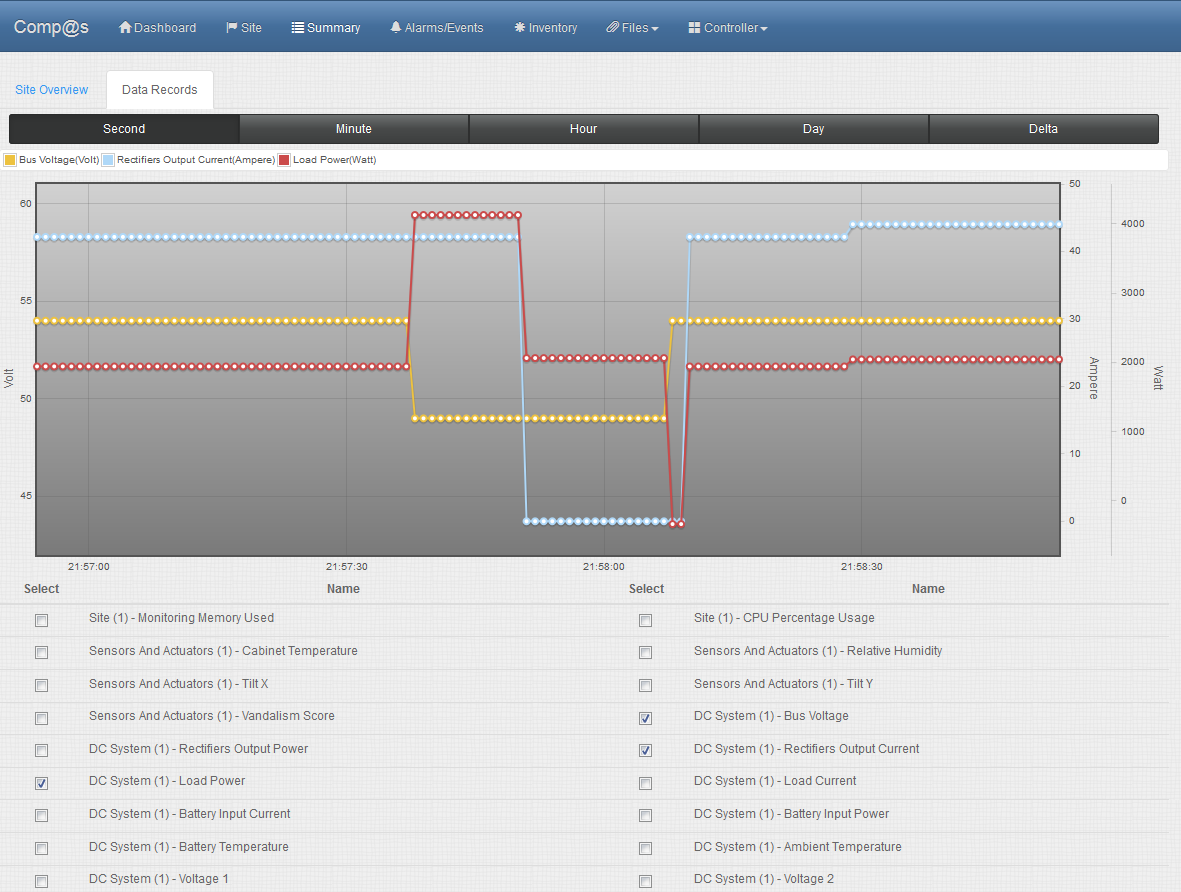 Comp@s Dashboard Site Summary Alarms/Events Inventory Files Controller
Site Overview Data Records
Second Minute Hour Day Delta
Bus Voltage(Volt) Rectifiers Output Current(Ampere) Load Power(Watt)
60
55
50
45
Volt
50
40
30
20
10
0
Ampere
4000
3000
2000
1000
0
Watt
21:57:00 21:57:30 21:58:00 21:58:30
Select Name Select Name
Site (1) - Monitoring Memory Used Site (1) - CPU Percentage Usage
Sensors And Actuators (1) - Cabinet Temperature Sensors And Actuators (1) - Relative Humidity
Sensors And Actuators (1) - Tilt X Sensors And Actuators (1) - Tilt Y
Sensors And Actuators (1) - Vandalism Score DC System (1) - Bus Voltage
DC System (1) - Rectifiers Output Power DC System (1) - Rectifiers Output Current
DC System (1) - Load Power DC System (1) - Load Current
DC System (1) - Battery Input Current DC System (1) - Battery Input Power
DC System (1) - Battery Temperature DC System (1) - Ambient Temperature
DC System (1) - Voltage 1 DC System (1) - Voltage 2